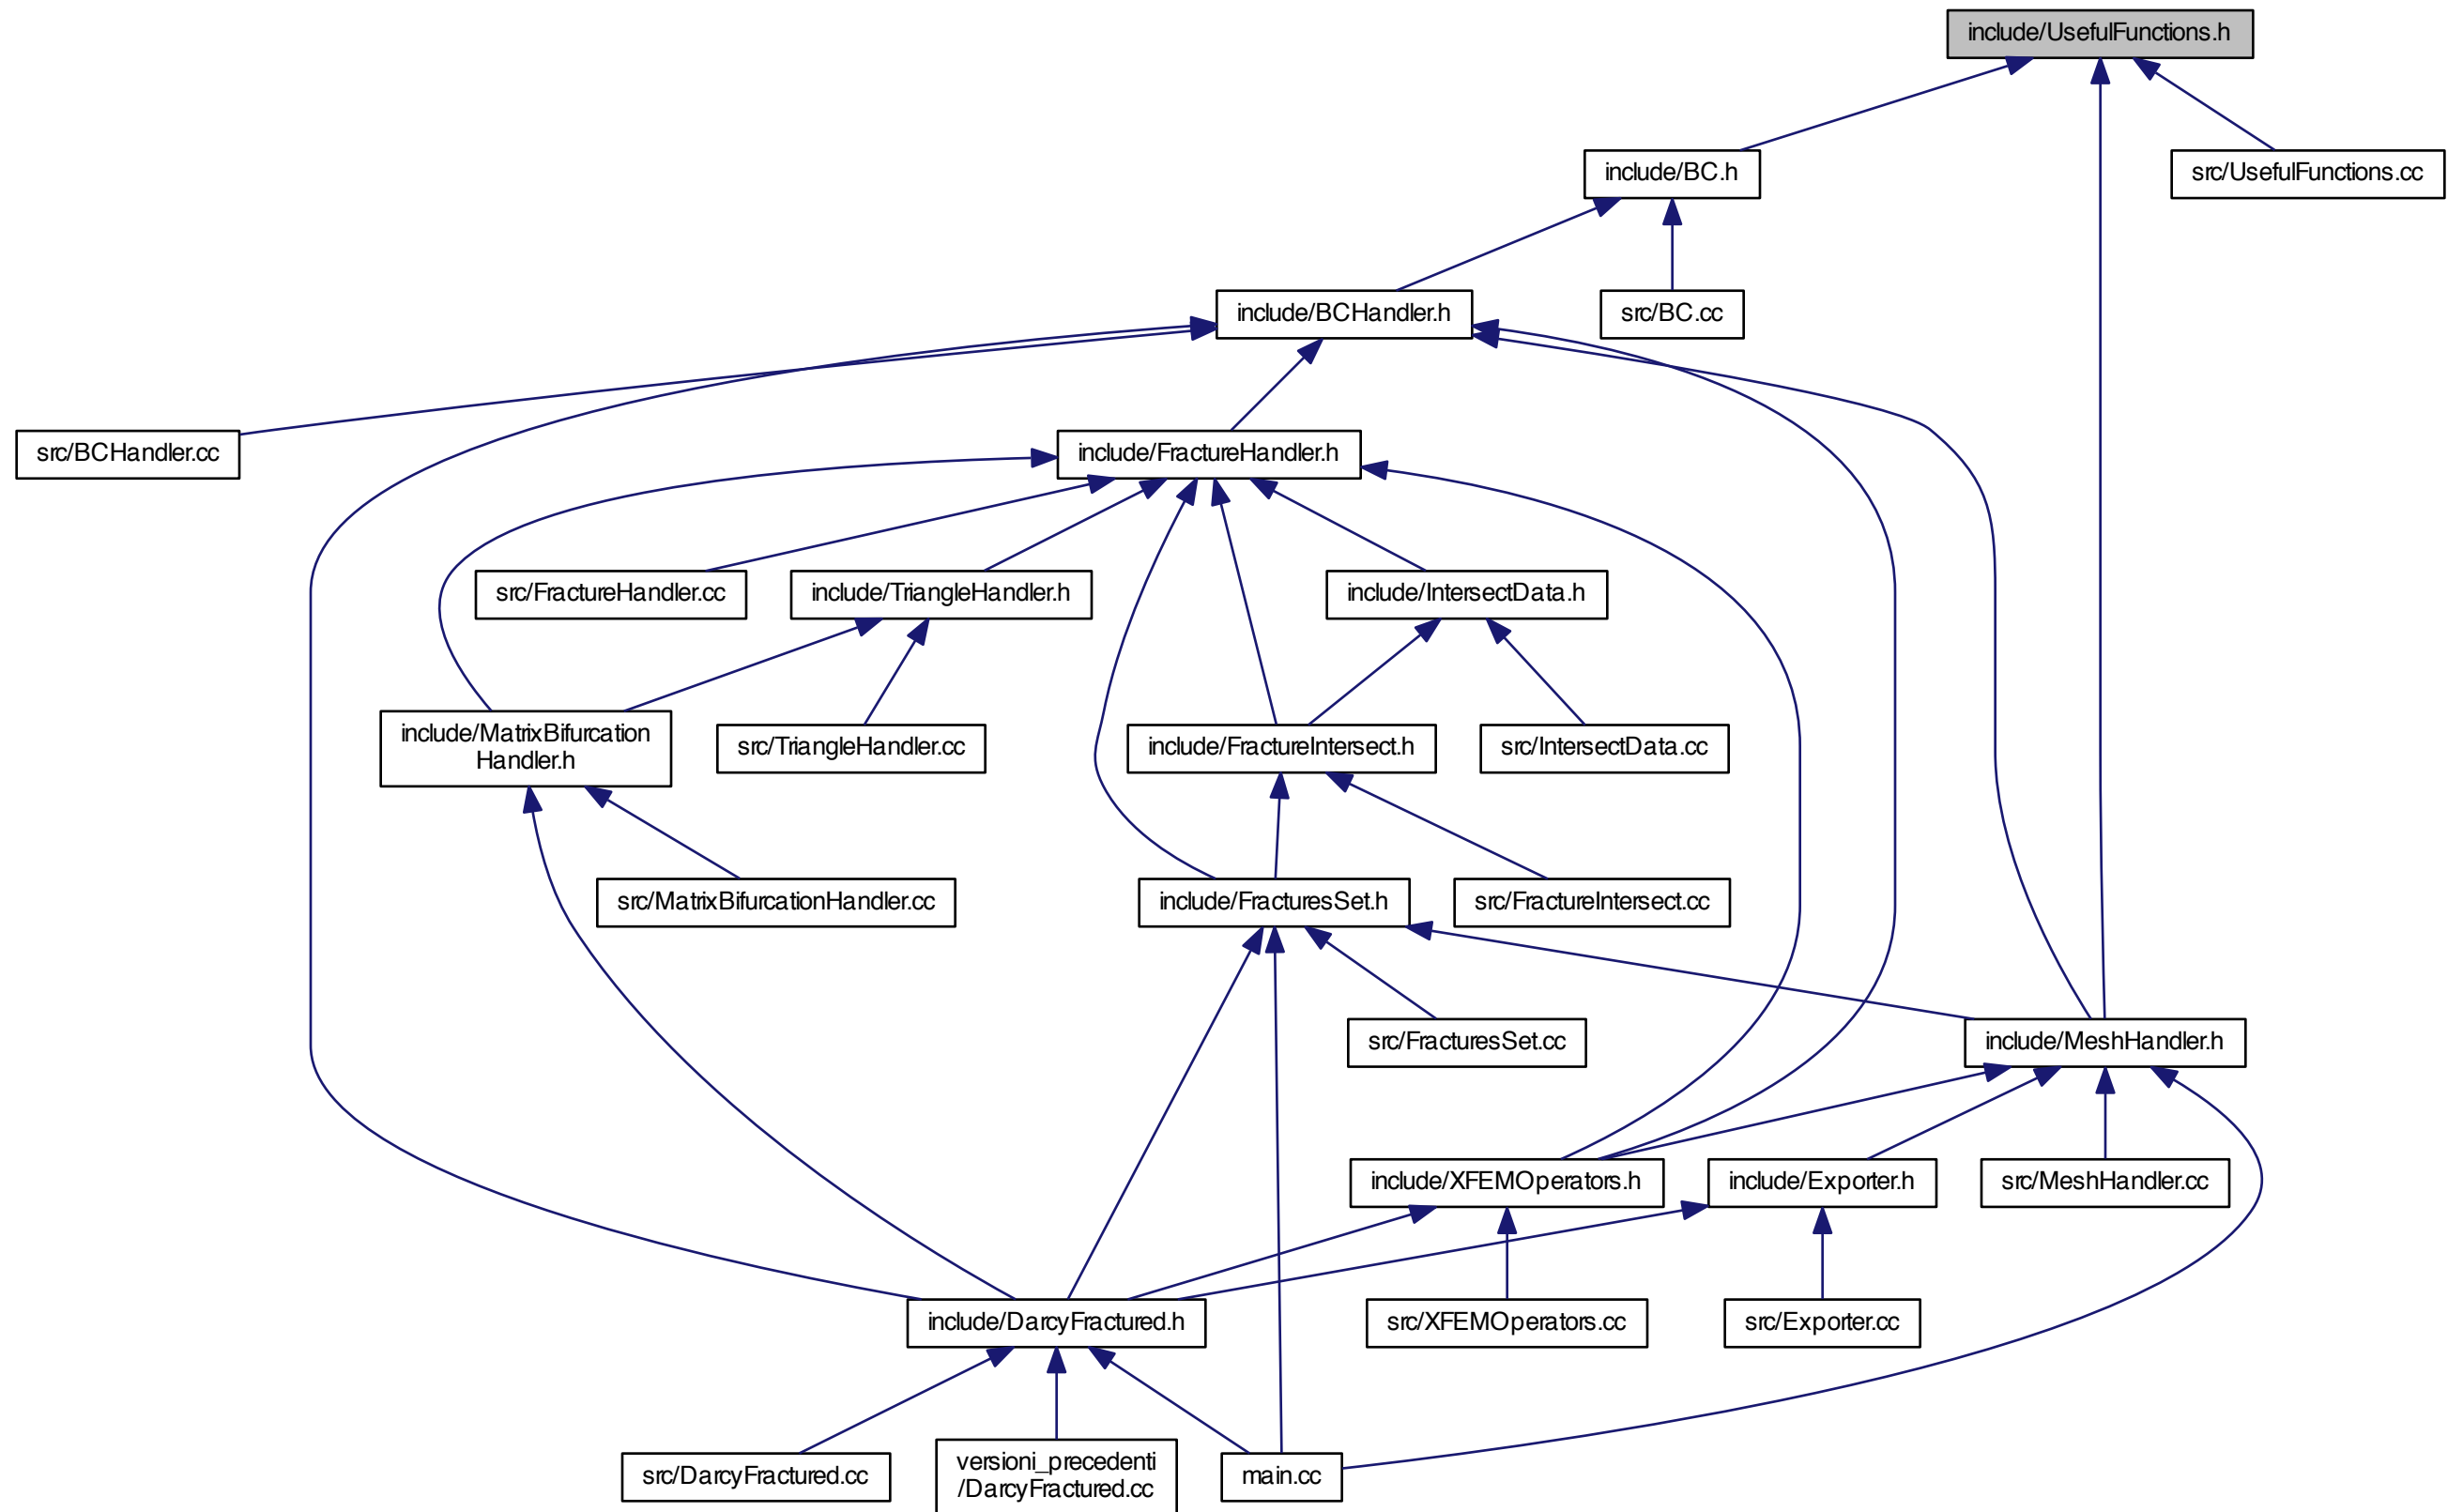 include/UsefulFunctions.h
include/BC.h
src/UsefulFunctions.cc
include/BCHandler.h
src/BC.cc
src/BCHandler.cc
include/FractureHandler.h
src/FractureHandler.cc
include/TriangleHandler.h
include/IntersectData.h
include/MatrixBifurcation
Handler.h
src/TriangleHandler.cc
include/FractureIntersect.h
src/IntersectData.cc
src/MatrixBifurcationHandler.cc
include/FracturesSet.h
src/FractureIntersect.cc
src/FracturesSet.cc
include/MeshHandler.h
include/XFEMOperators.h
include/Exporter.h
src/MeshHandler.cc
include/DarcyFractured.h
src/XFEMOperators.cc
src/Exporter.cc
src/DarcyFractured.cc
versioni_precedenti
/DarcyFractured.cc
main.cc